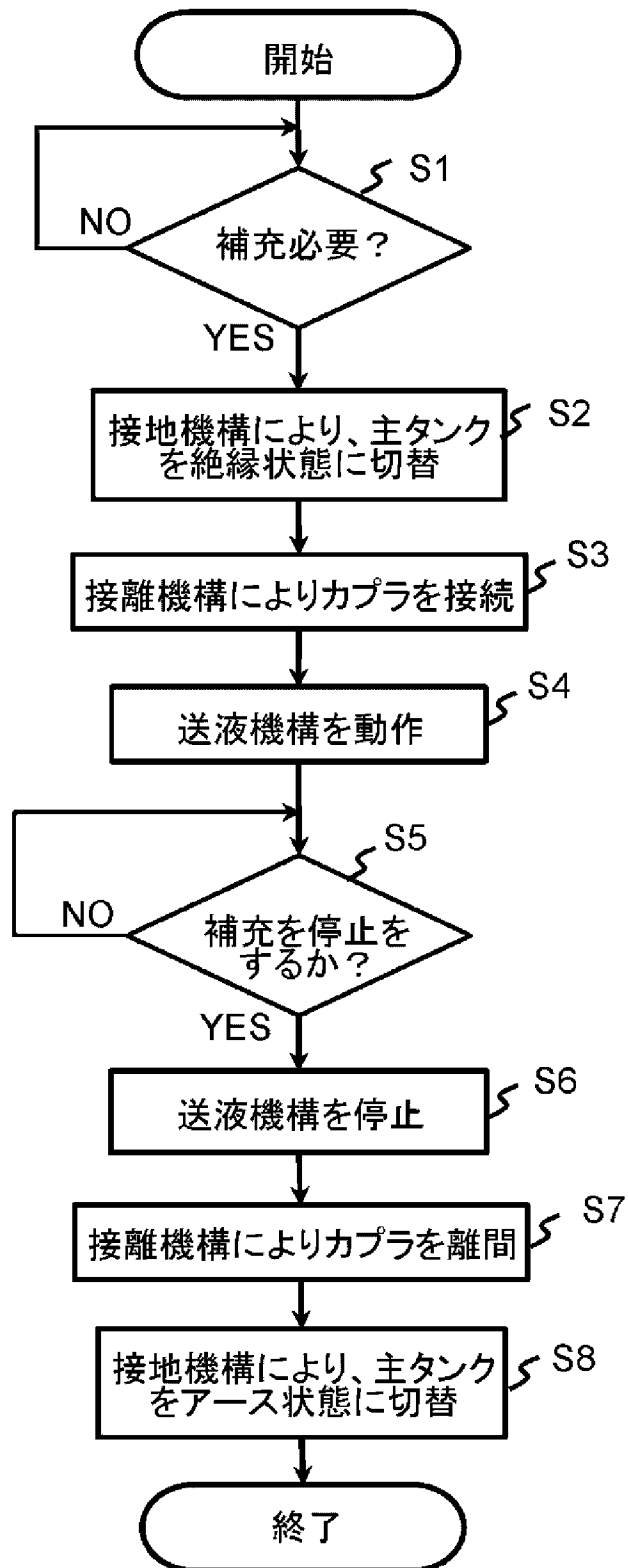 開始
S1
NO
補充必要？
YES
S2
接地機構により、主タンク
を絶縁状態に切替
S3
接離機構によりカプラを接続
S4
送液機構を動作
S5
NO
補充を停止を
するか？
YES
S6
送液機構を停止
S7
接離機構によりカプラを離間
S8
接地機構により、主タンク
をアース状態に切替
終了